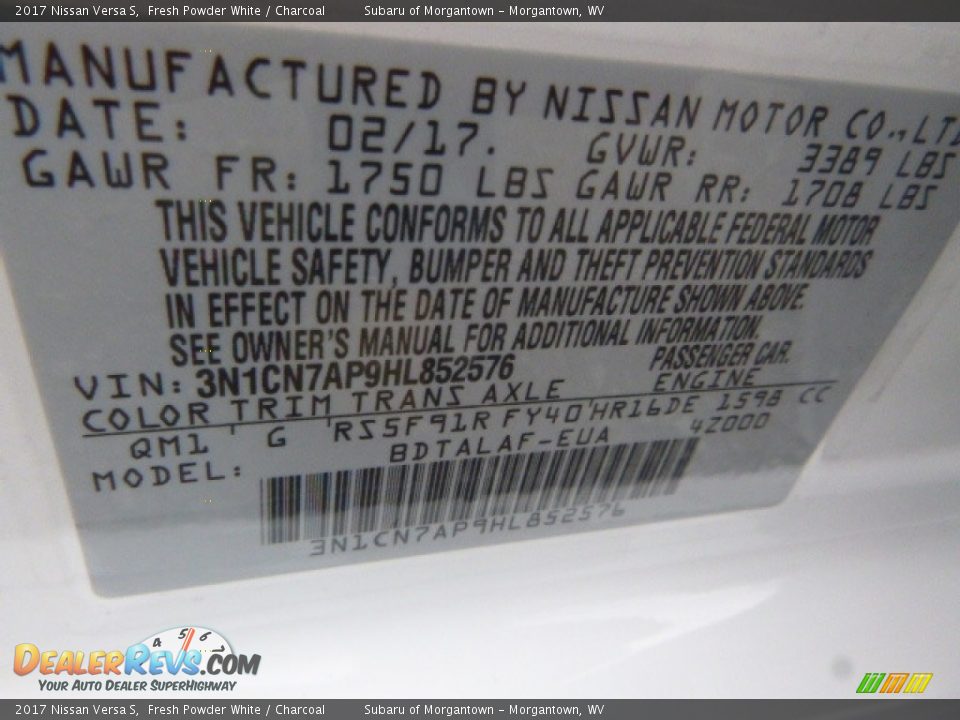 2017 Nissan Versa S, Fresh Powder White / Charcoal Subaru of Morgantown - Morgantown, WV
MANUFACTURED BY NISSAN MOTOR CO., LTD
DATE: 02/17. GVWR: 3389 LBS
GAWR FR: 1750 LBS GAWR RR: 1708 LBS
THIS VEHICLE CONFORMS TO ALL APPLICABLE FEDERAL MOTOR
VEHICLE SAFETY, BUMPER AND THEFT PREVENTION STANDARDS
IN EFFECT ON THE DATE OF MANUFACTURE SHOWN ABOVE.
SEE OWNER'S MANUAL FOR ADDITIONAL INFORMATION.
VIN: 3N1CN7AP9HL852576 PASSENGER CAR.
COLOR TRIM TRANS AXLE ENGINE
QM1 ' G 'RS5F91R FY40'HR16DE 1598 CC
MODEL: BDTALAF-EUA 4Z000
3N1CN7AP9HL852576
4 5 6
DEALERREVS.COM
YOUR AUTO DEALER SUPERHIGHWAY
2017 Nissan Versa S, Fresh Powder White / Charcoal Subaru of Morgantown - Morgantown, WV